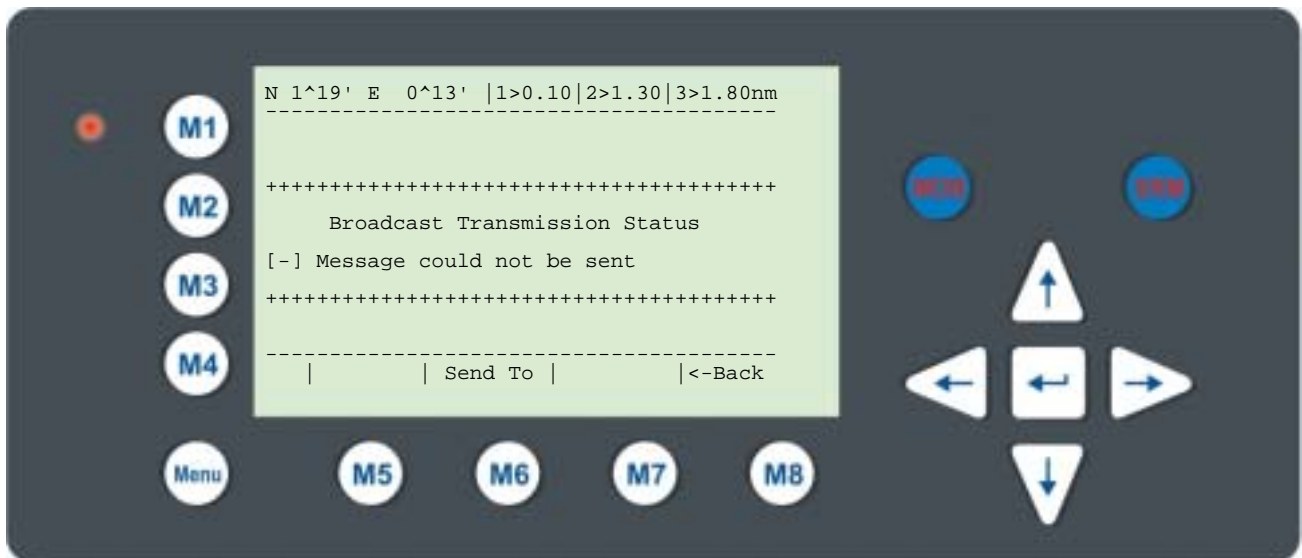 N 1^19' E  0^13' |1>0.10|2>1.30|3>1.80nm
----------------------------------------
++++++++++++++++++++++++++++++++++++++++
Broadcast Transmission Status
[-] Message could not be sent
++++++++++++++++++++++++++++++++++++++++
----------------------------------------
|        | Send To |         |<-Back
M1
M2
M3
M4
Menu
M5
M6
M7
M8